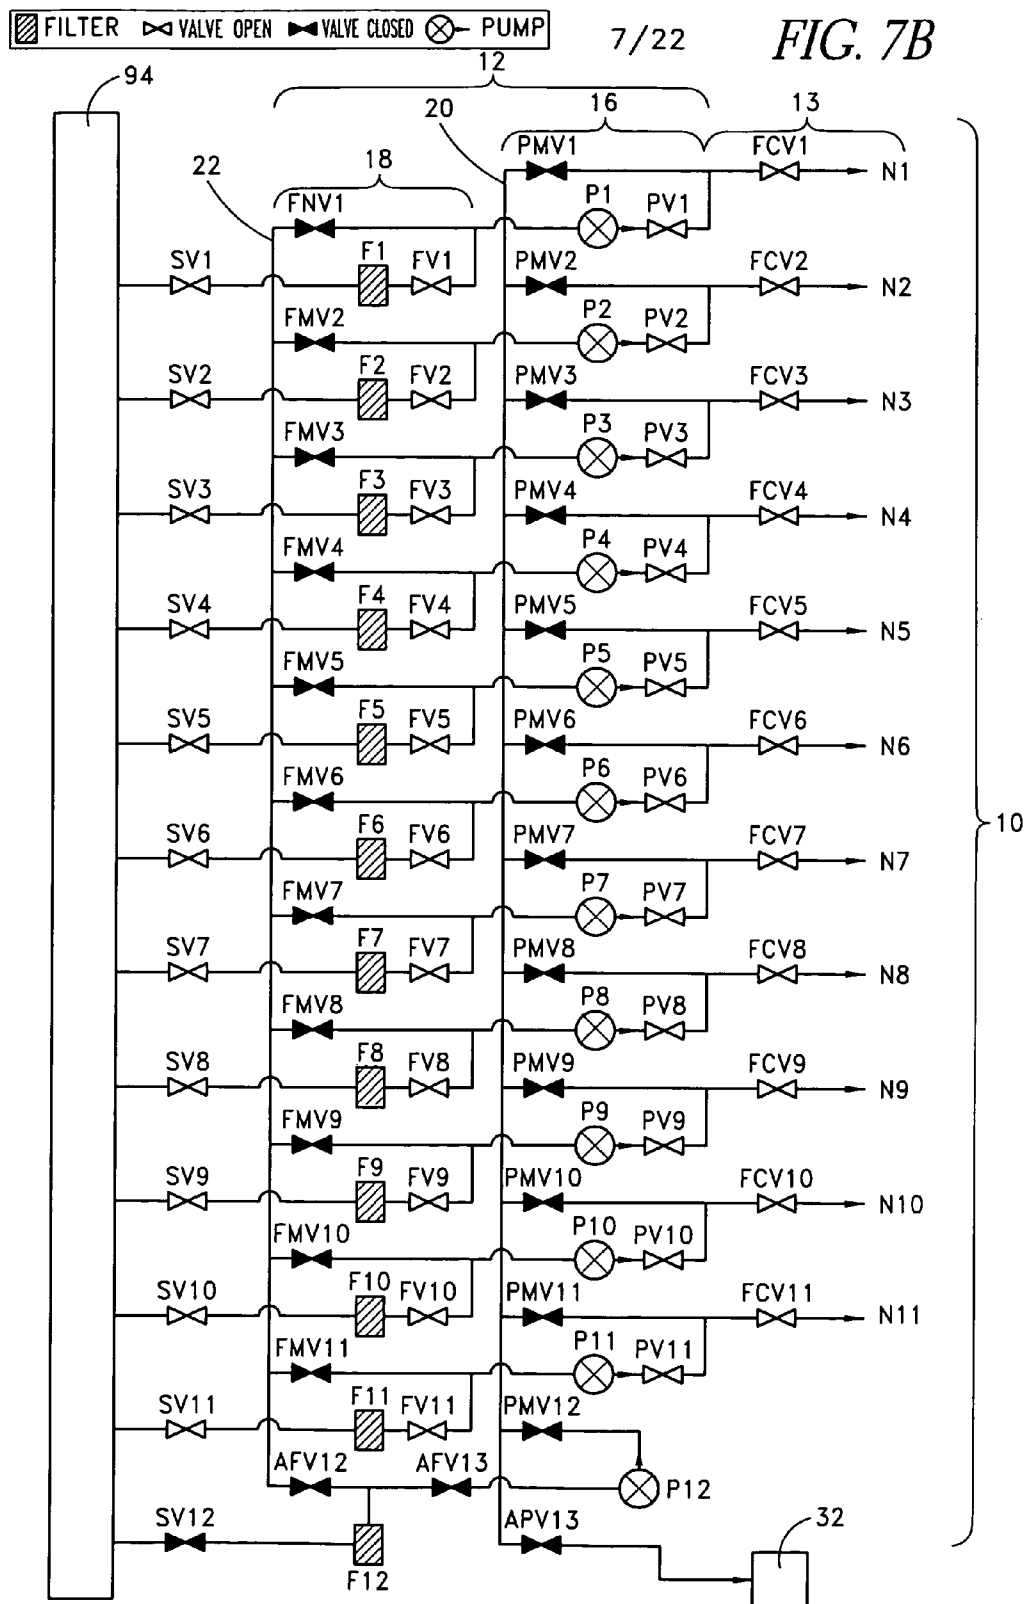 FILTER VALVE OPEN VALVE CLOSED PUMP
7/22
FIG. 7B
94
12
20
16
13
PMV1
FCV1
N1
22
18
FNV1
P1
PV1
SV1
F1
FV1
PMV2
FCV2
N2
FMV2
P2
PV2
SV2
F2
FV2
PMV3
FCV3
N3
FMV3
P3
PV3
SV3
F3
FV3
PMV4
FCV4
N4
FMV4
P4
PV4
SV4
F4
FV4
PMV5
FCV5
N5
FMV5
P5
PV5
SV5
F5
FV5
PMV6
FCV6
N6
FMV6
P6
PV6
10
SV6
F6
FV6
PMV7
FCV7
N7
FMV7
P7
PV7
SV7
F7
FV7
PMV8
FCV8
N8
FMV8
P8
PV8
SV8
F8
FV8
PMV9
FCV9
N9
FMV9
P9
PV9
SV9
F9
FV9
PMV10
FCV10
N10
FMV10
P10
PV10
SV10
F10
FV10
PMV11
FCV11
N11
FMV11
P11
PV11
SV11
F11
FV11
PMV12
AFV12
AFV13
P12
SV12
F12
APV13
32